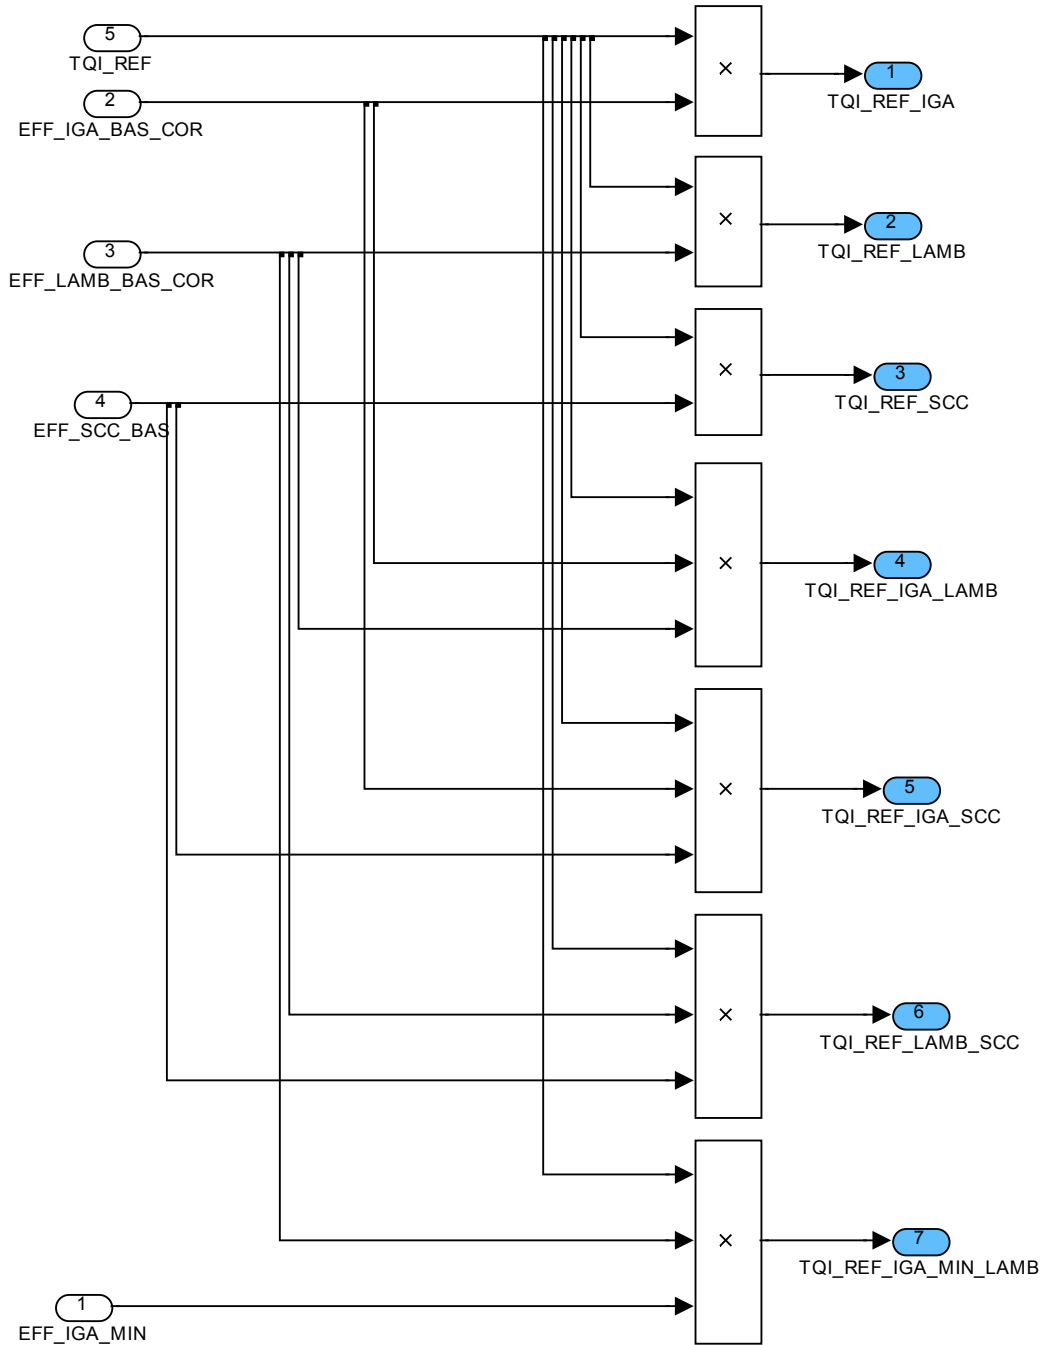 5
TQI_REF
2
EFF_IGA_BAS_COR
3
EFF_LAMB_BAS_COR
4
EFF_SCC_BAS
1
EFF_IGA_MIN
×
×
×
×
×
×
×
1
TQI_REF_IGA
2
TQI_REF_LAMB
3
TQI_REF_SCC
4
TQI_REF_IGA_LAMB
5
TQI_REF_IGA_SCC
6
TQI_REF_LAMB_SCC
7
TQI_REF_IGA_MIN_LAMB